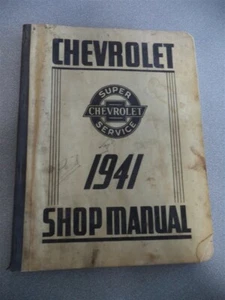 CHEVROLET
SUPER
CHEVROLET
SERVICE
1941
SHOP MANUAL